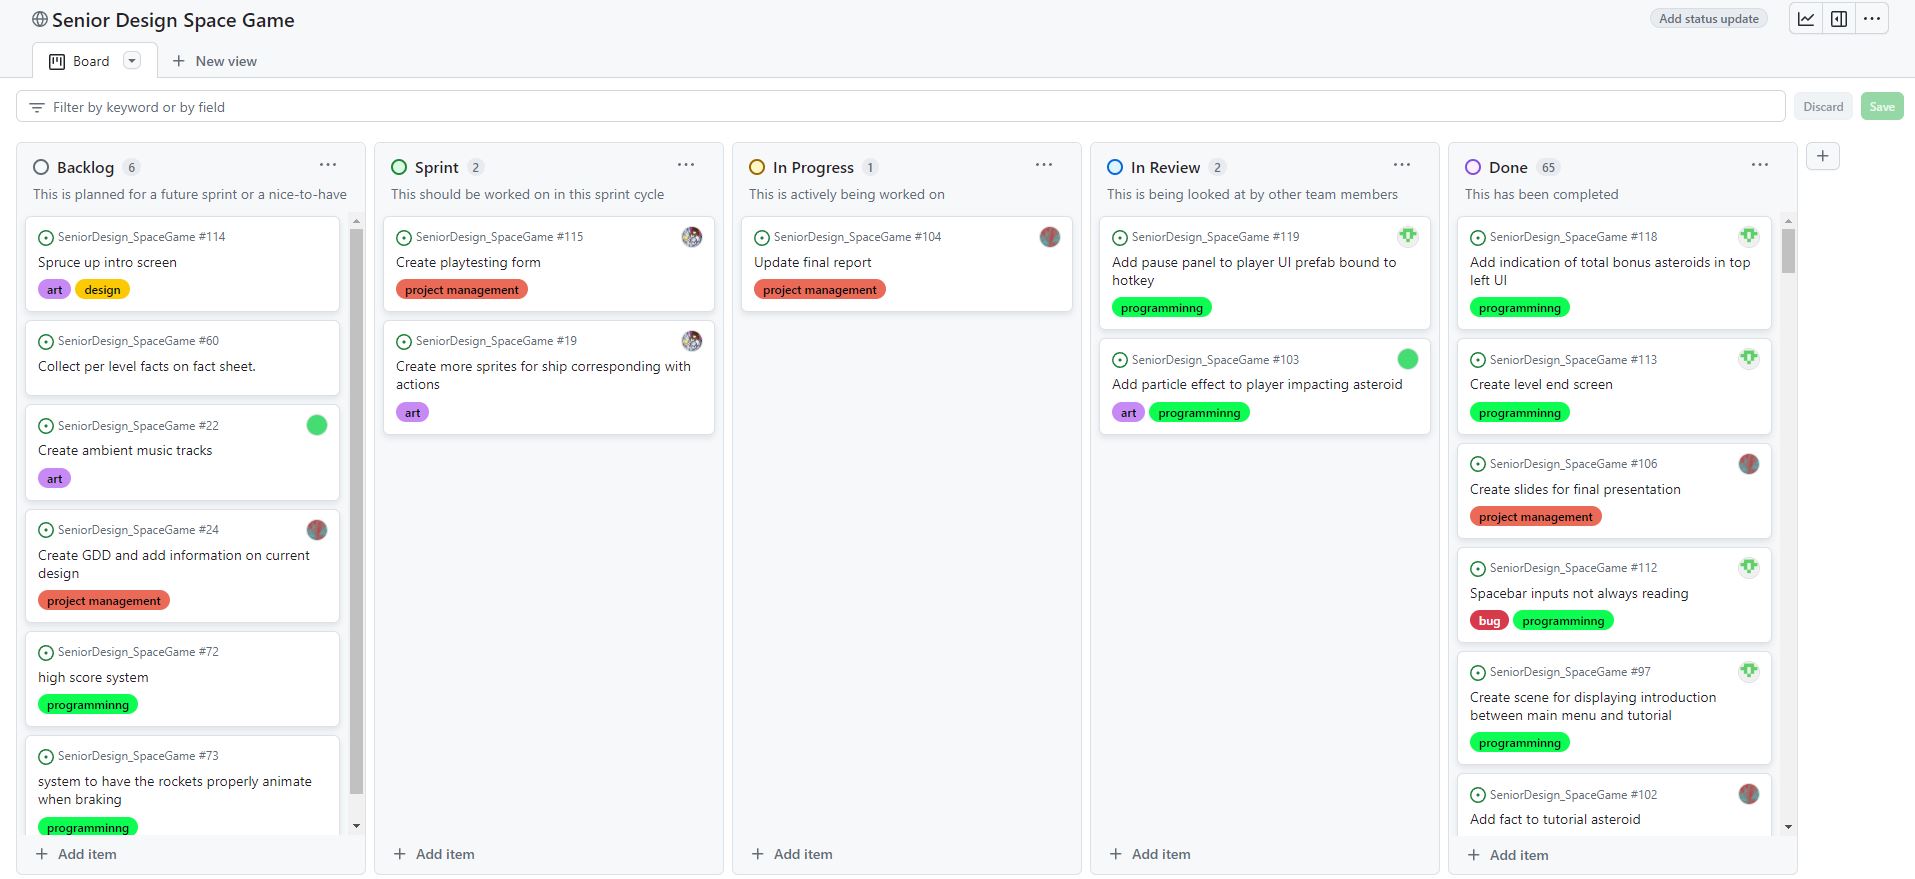 Senior Design Space Game
Add status update
Board
New view
Filter by keyword or by field
Discard
Save
Backlog 6
This is planned for a future sprint or a nice-to-have
SeniorDesign_SpaceGame #114
Spruce up intro screen
art design
SeniorDesign_SpaceGame #60
Collect per level facts on fact sheet.
SeniorDesign_SpaceGame #22
Create ambient music tracks
art
SeniorDesign_SpaceGame #24
Create GDD and add information on current
design
project management
SeniorDesign_SpaceGame #72
high score system
programminng
SeniorDesign_SpaceGame #73
system to have the rockets properly animate
when braking
programminng
Add item
Sprint 2
This should be worked on in this sprint cycle
SeniorDesign_SpaceGame #115
Create playtesting form
project management
SeniorDesign_SpaceGame #19
Create more sprites for ship corresponding with
actions
art
Add item
In Progress 1
This is actively being worked on
SeniorDesign_SpaceGame #104
Update final report
project management
Add item
In Review 2
This is being looked at by other team members
SeniorDesign_SpaceGame #119
Add pause panel to player UI prefab bound to
hotkey
programminng
SeniorDesign_SpaceGame #103
Add particle effect to player impacting asteroid
art programminng
Add item
Done 65
This has been completed
SeniorDesign_SpaceGame #118
Add indication of total bonus asteroids in top
left UI
programminng
SeniorDesign_SpaceGame #113
Create level end screen
programminng
SeniorDesign_SpaceGame #106
Create slides for final presentation
project management
SeniorDesign_SpaceGame #112
Spacebar inputs not always reading
bug programminng
SeniorDesign_SpaceGame #97
Create scene for displaying introduction
between main menu and tutorial
programminng
SeniorDesign_SpaceGame #102
Add fact to tutorial asteroid
Add item